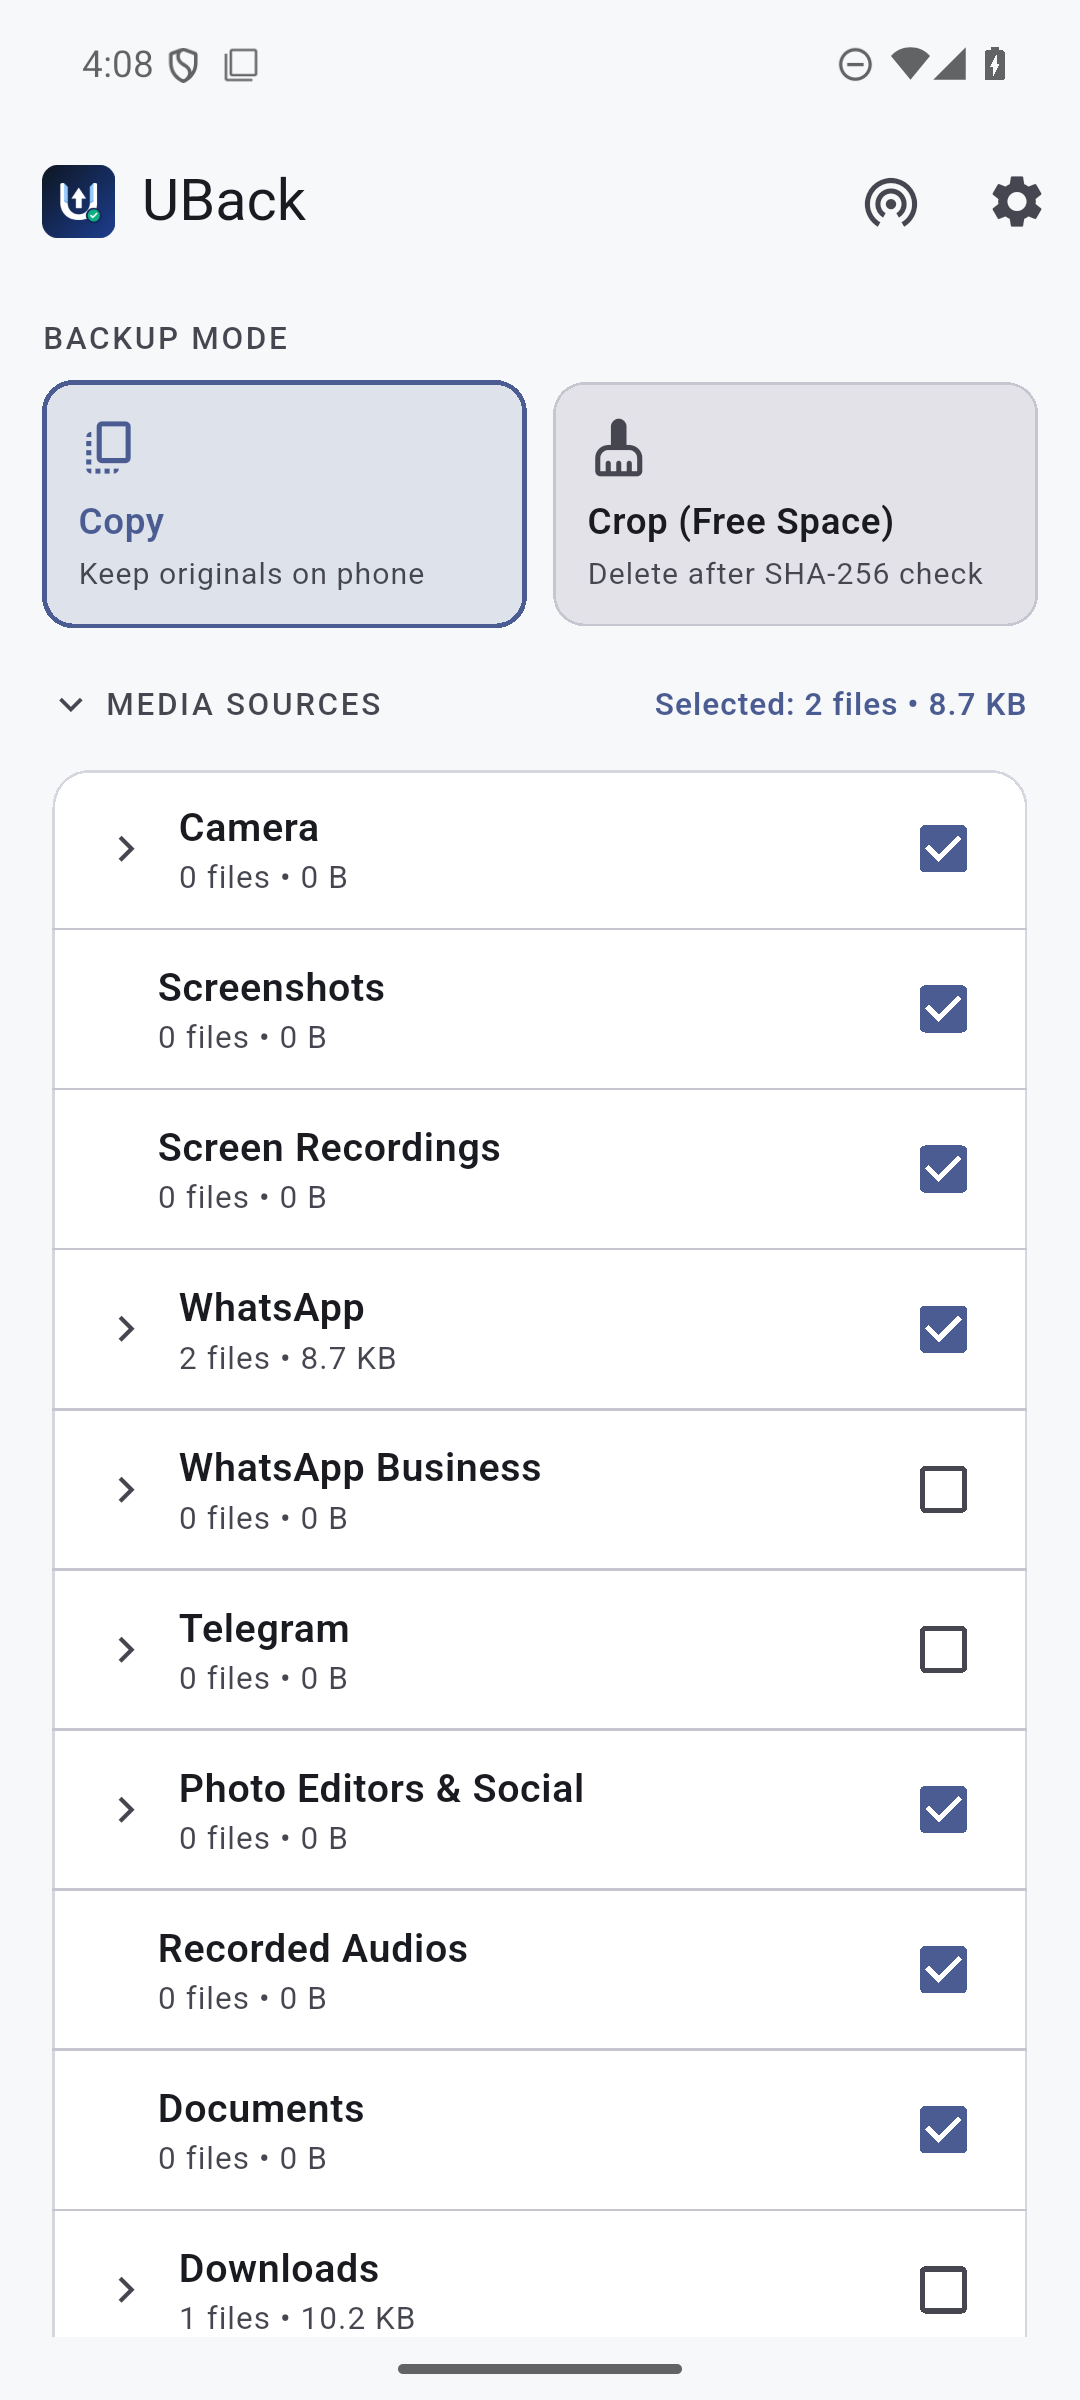 4:08
UBack
BACKUP MODE
Copy
Keep originals on phone
Crop (Free Space)
Delete after SHA-256 check
MEDIA SOURCES
Selected: 2 files • 8.7 KB
Camera
0 files • 0 B
Screenshots
0 files • 0 B
Screen Recordings
0 files • 0 B
WhatsApp
2 files • 8.7 KB
WhatsApp Business
0 files • 0 B
Telegram
0 files • 0 B
Photo Editors & Social
0 files • 0 B
Recorded Audios
0 files • 0 B
Documents
0 files • 0 B
Downloads
1 files • 10.2 KB